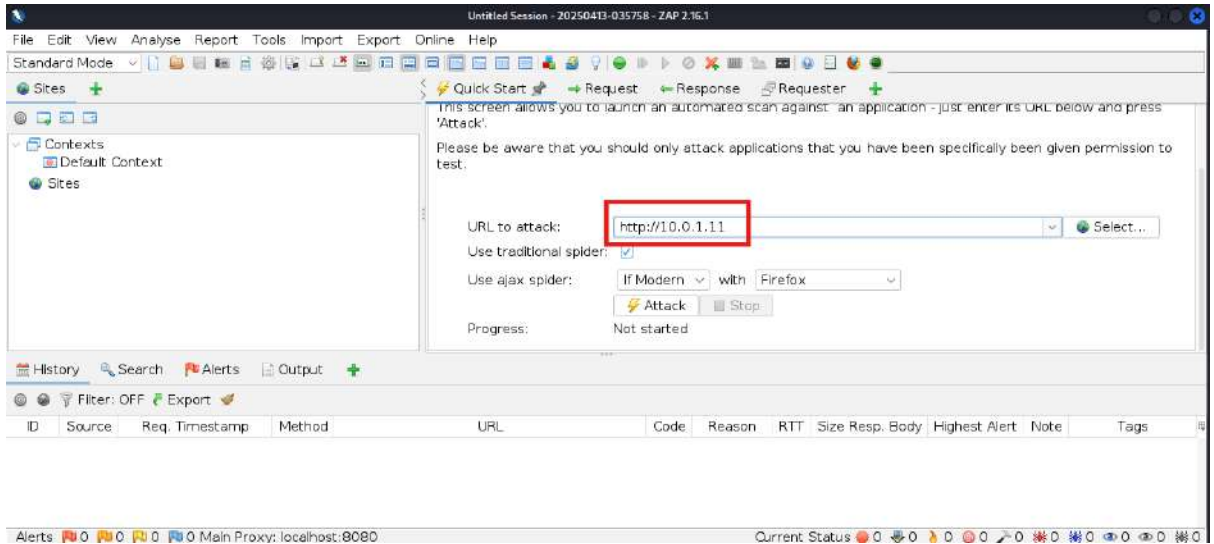 Untitled Session - 20250413-035758 - ZAP 2.16.1
File Edit View Analyse Report Tools Import Export Online Help
Standard Mode
Sites
Quick Start Request Response Requester
This screen allows you to launch an automated scan against an application - just enter its URL below and press
'Attack'.
Contexts
Please be aware that you should only attack applications that you have been specifically been given permission to
Default Context
test.
Sites
URL to attack: http://10.0.1.11 Select...
Use traditional spider:
Use ajax spider: If Modern with Firefox
Attack Stop
Progress: Not started
History Search Alerts Output
Filter: OFF Export
ID Source Req. Timestamp Method URL Code Reason RTT Size Resp. Body Highest Alert Note Tags
Alerts 0 0 0 0 Main Proxy: localhost:8080 Current Status 0 0 0 0 0 0 0 0 0 0